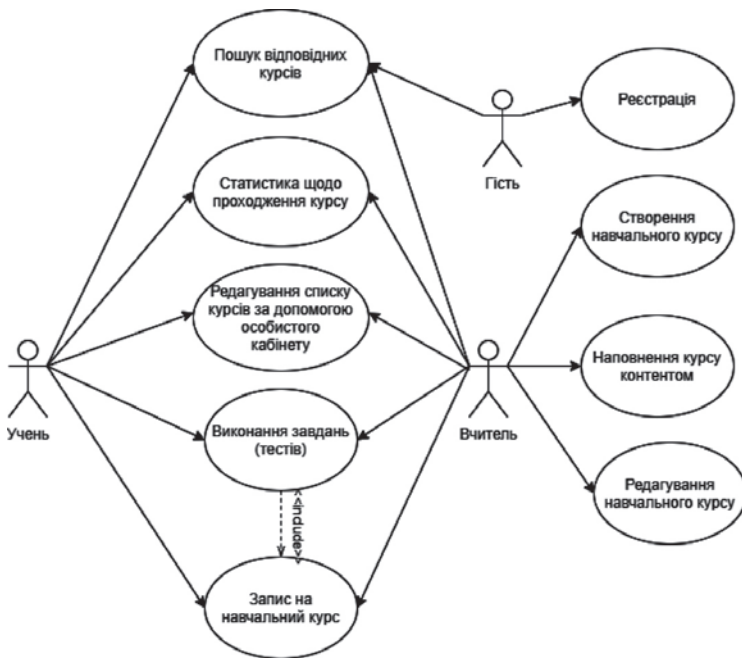 Пошук відповідних
курсів
Реєстрація
Гість
Статистика щодо
проходження курсу
Створення
навчального курсу
Редагування списку
курсів за допомогою
особистого
кабінету
Наповнення курсу
контентом
Учень
Вчитель
Виконання завдань
(тестів)
Редагування
навчального курсу
<include>
Запис на
навчальний курс